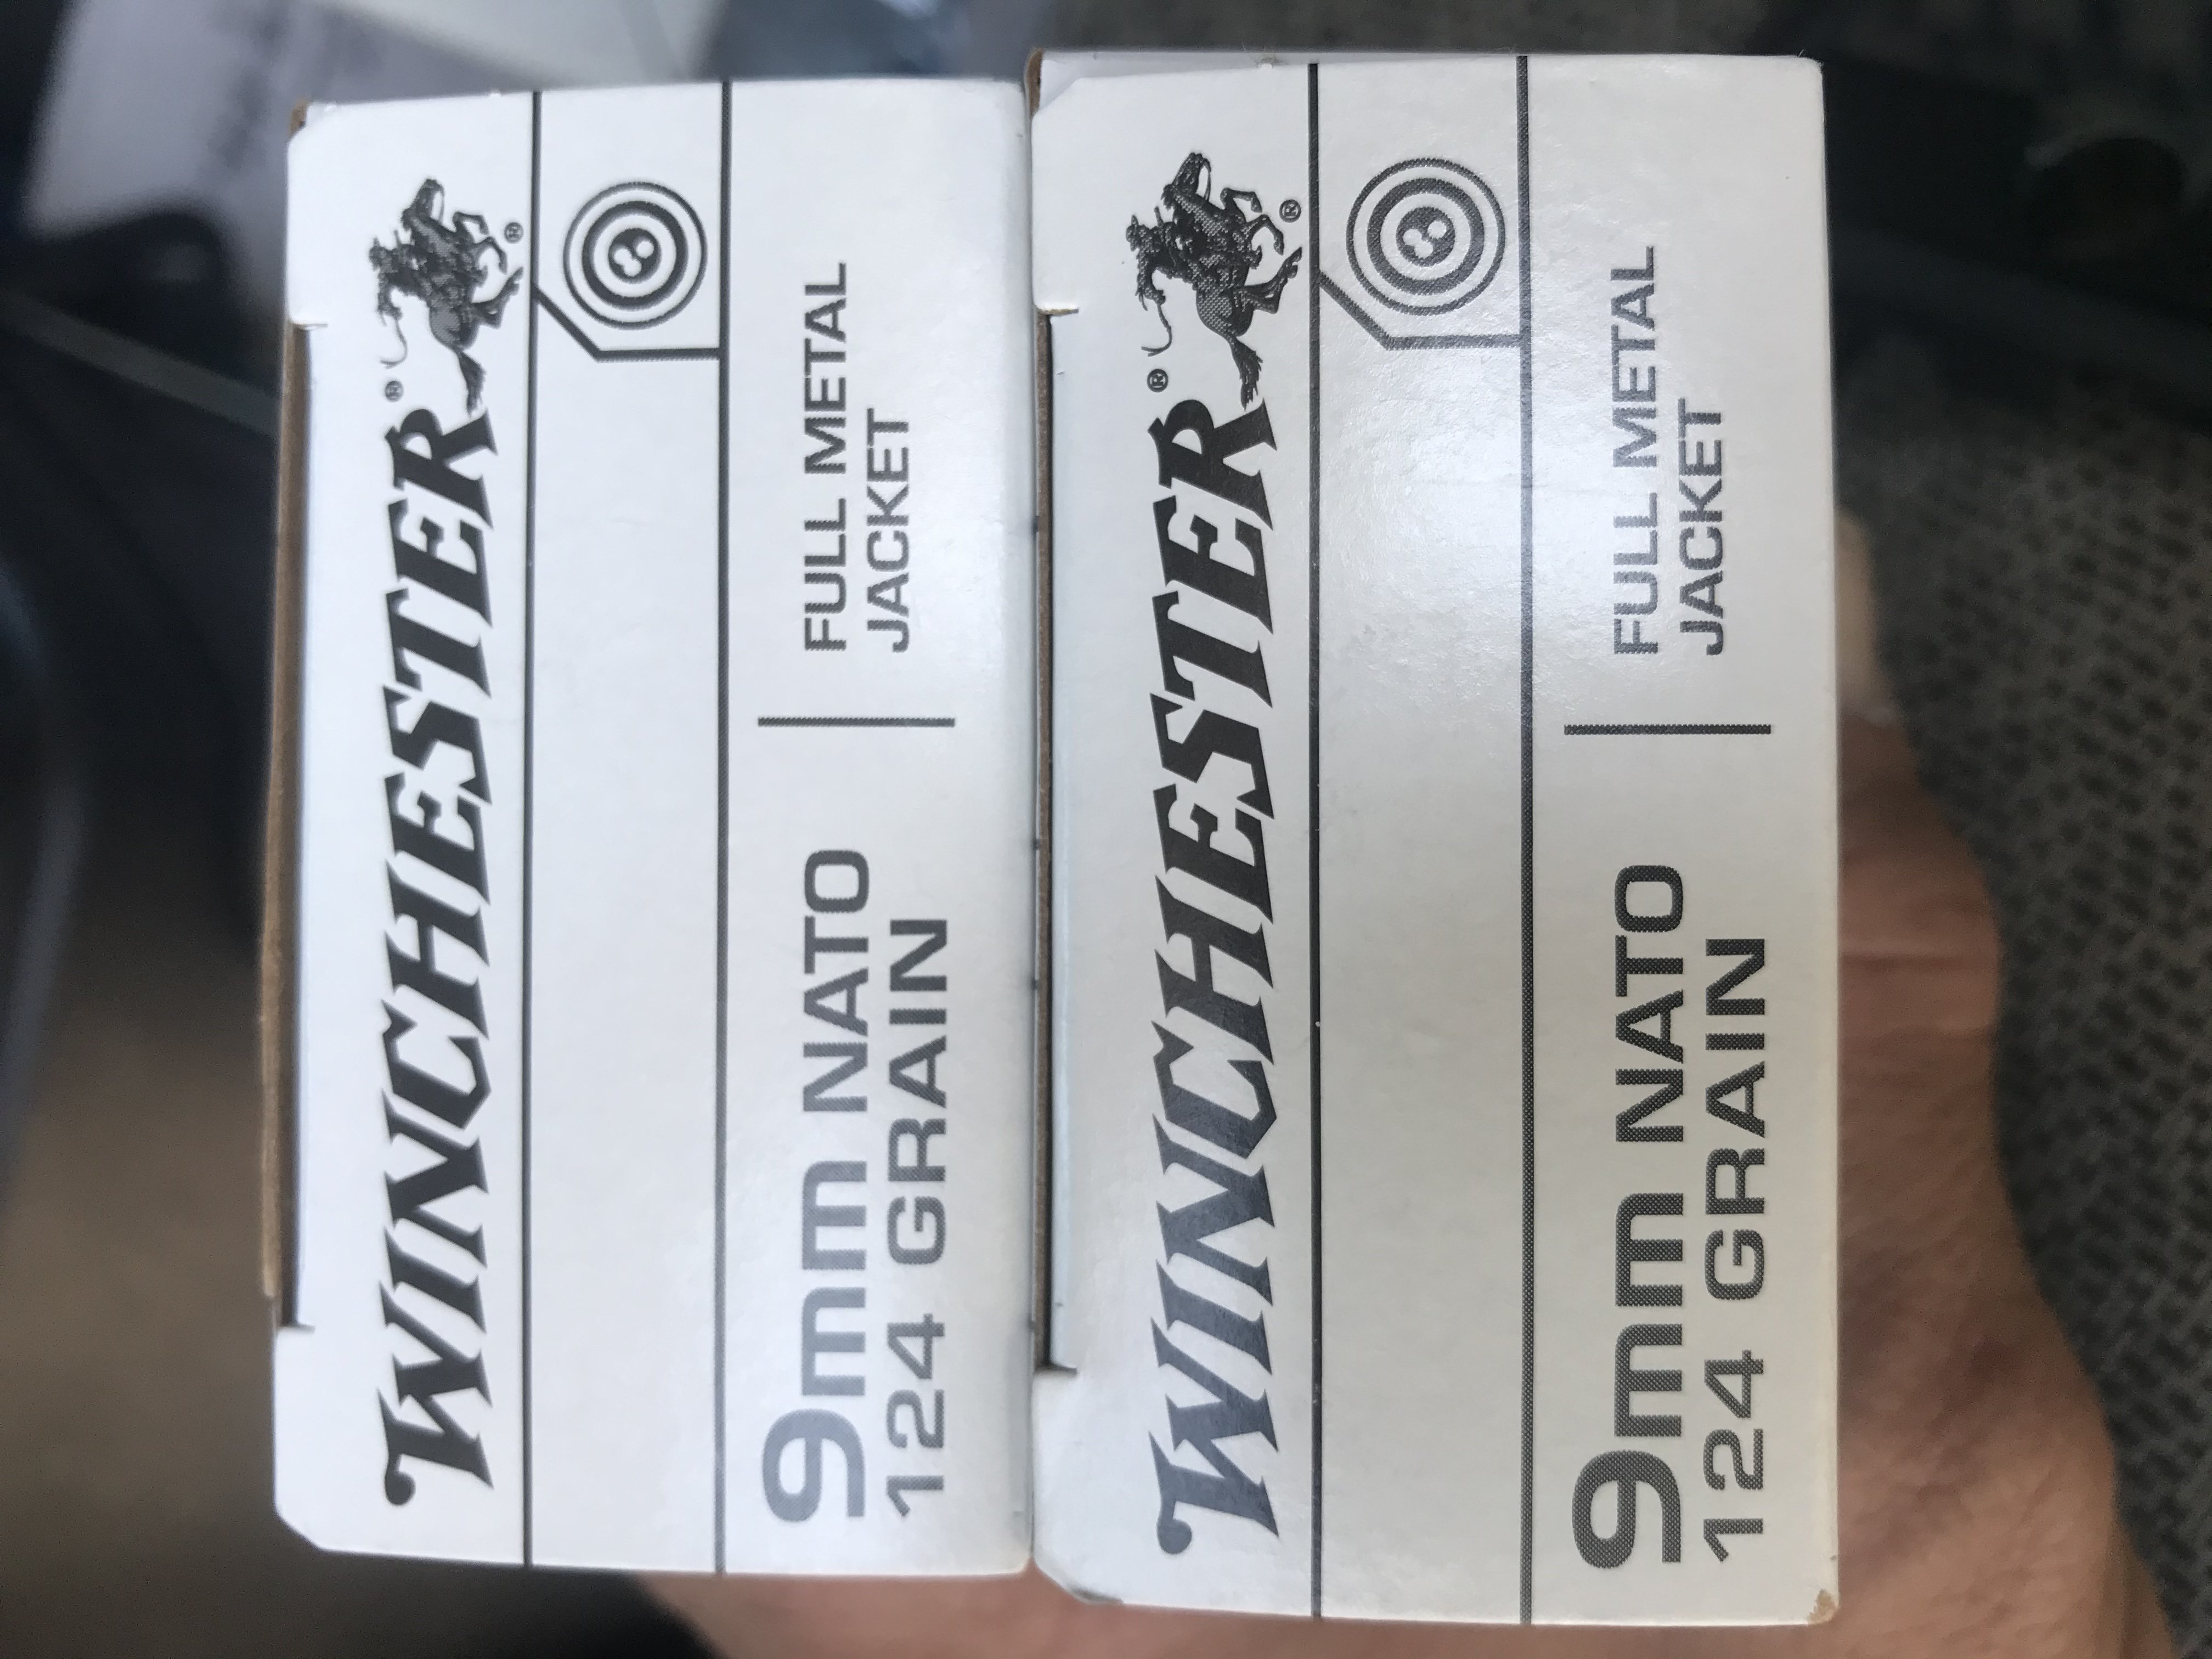 WINCHESTER®
®
9mm NATO
124 GRAIN
FULL METAL
JACKET
WINCHESTER®
®
9mm NATO
124 GRAIN
FULL METAL
JACKET